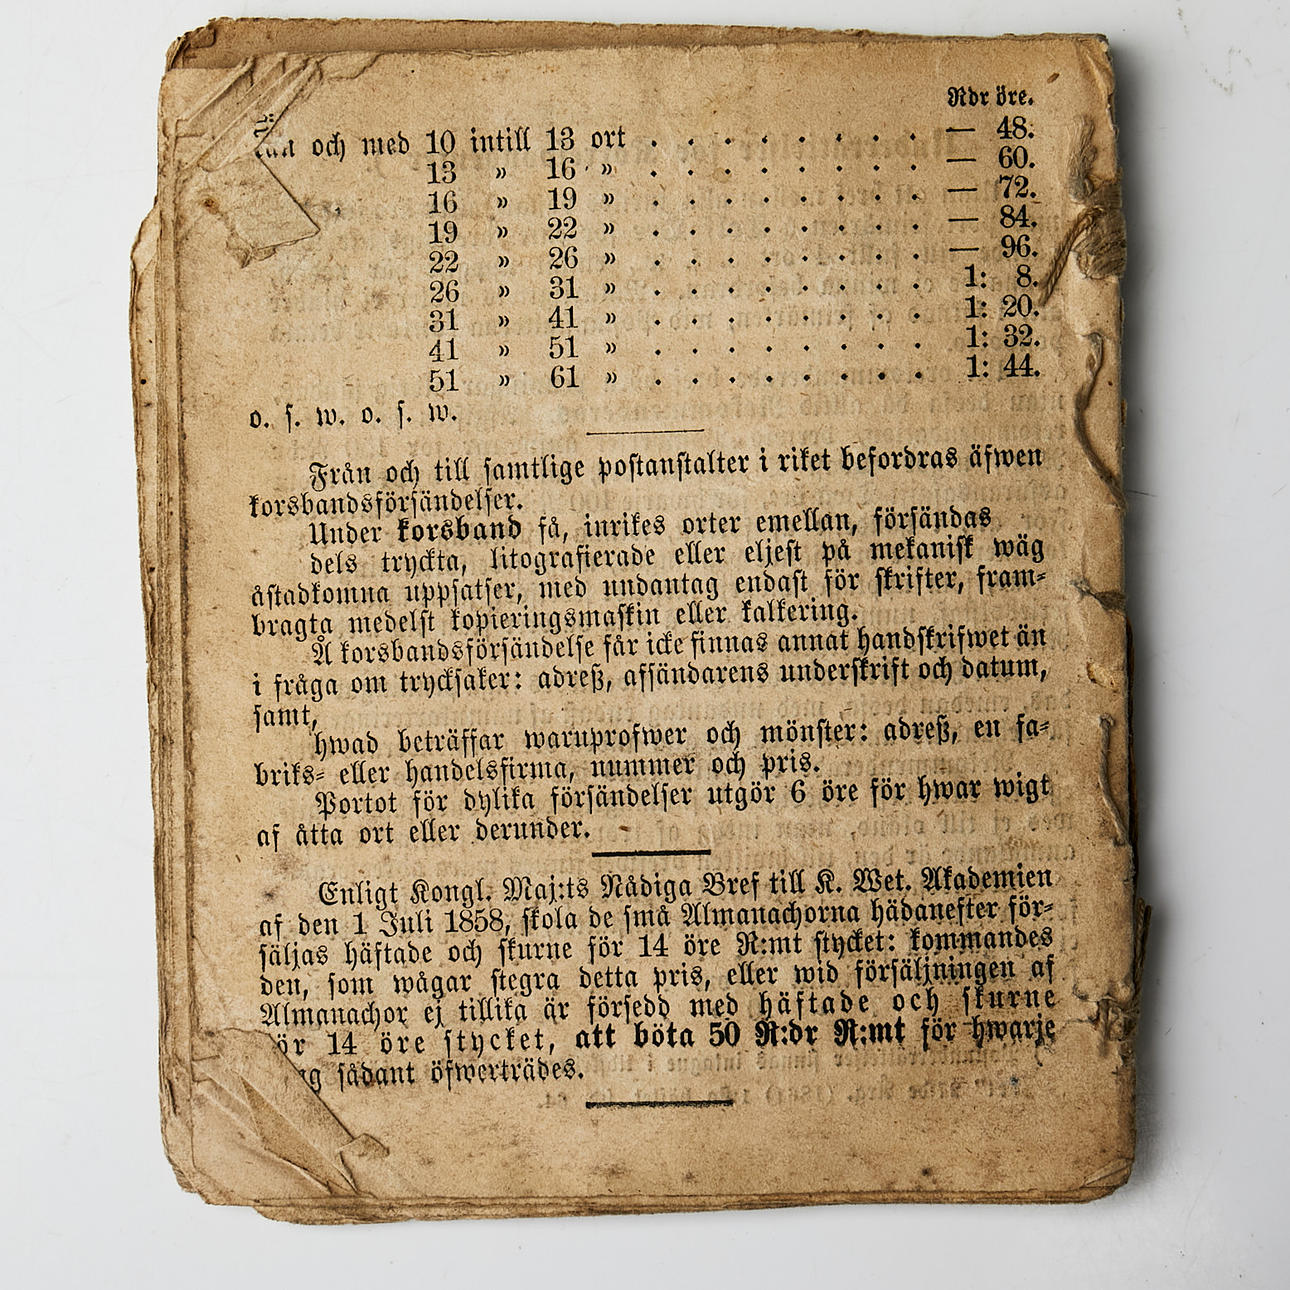 Rdr öre.
och med 10 intill 13 ort . . . . . . . . — 48.
13 » 16 » . . . . . . . . — 60.
16 » 19 » . . . . . . . . — 72.
19 » 22 » . . . . . . . . — 84.
22 » 26 » . . . . . . . . — 96.
26 » 31 » . . . . . . . . 1: 8.
31 » 41 » . . . . . . . . 1: 20.
41 » 51 » . . . . . . . . 1: 32.
51 » 61 » . . . . . . . . 1: 44.
o. s. w. o. s. w.
Från och till samtlige postanstalter i riket befordras äfwen
korsbandsförsändelser.
Under korsband få, inrikes orter emellan, försändas
dels tryckta, litografierade eller eljest på mekanisk wäg
åstadkomna uppsatser, med undantag endast för skrifter, fram-
bragta medelst kopieringsmaskin eller kalkering.
Å korsbandsförsändelse får icke finnas annat handskrifwet än
i fråga om trycksaker: adreß, afsändarens underskrift och datum,
samt,
hwad beträffar waruprofwer och mönster: adreß, en fa-
briks- eller handelsfirma, nummer och pris.
Portot för dylika försändelser utgör 6 öre för hwar wigt
af åtta ort eller derunder.
Enligt Kongl. Maj:ts Nådiga Bref till K. Wet. Akademien
af den 1 Juli 1858, skola de små Almanachorna hädanefter för-
säljas häftade och skurne för 14 öre R:mt stycket: kommandes
den, som wågar stegra detta pris, eller wid försäljningen af
Almanachor ej tillika är försedd med häftade och skurne
ör 14 öre stycket, att böta 50 R:dr R:mt för hwarje
g sådant öfwerträdes.